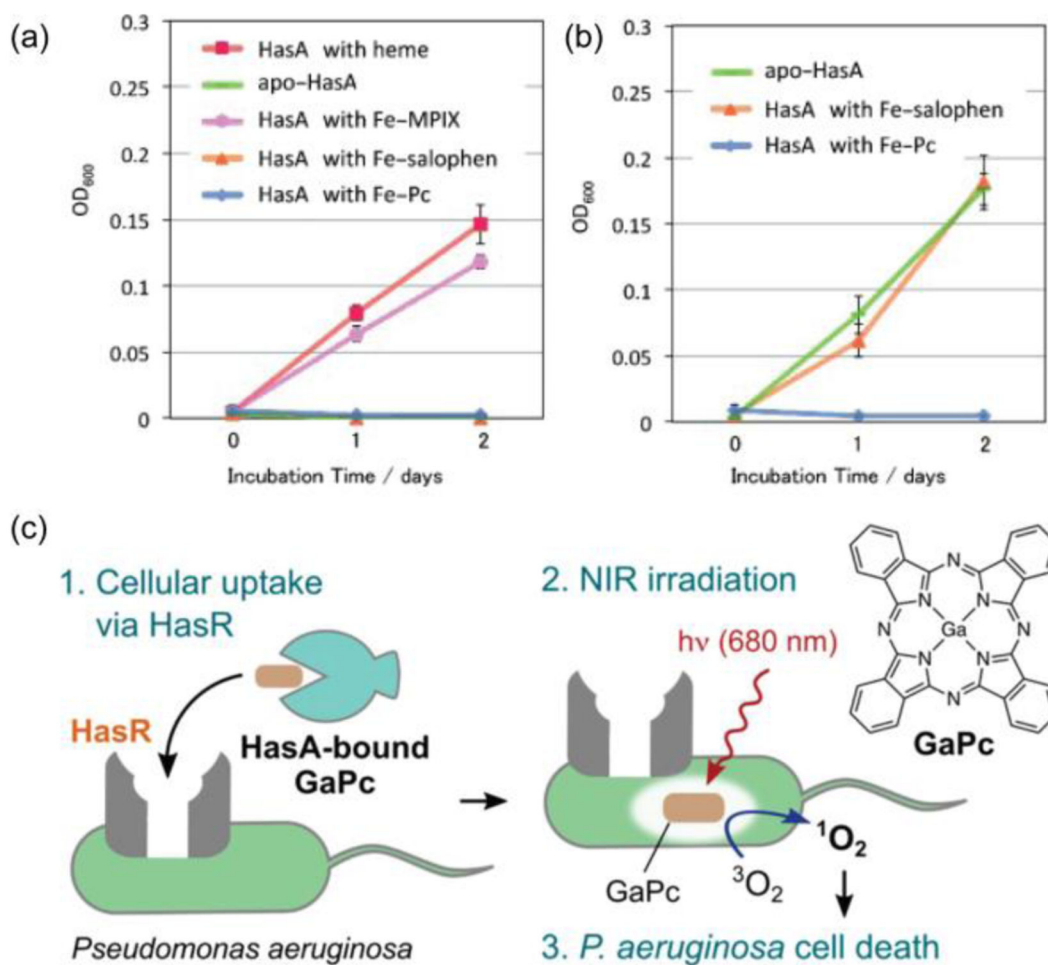 (a)
0.3
0.25
0.2
0.15
0.1
0.05
0
OD₆₀₀
HasA with heme
apo-HasA
HasA with Fe-MPIX
HasA with Fe-salophen
HasA with Fe-Pc
0 1 2
Incubation Time / days
(b)
0.3
0.25
0.2
0.15
0.1
0.05
0
OD₆₀₀
apo-HasA
HasA with Fe-salophen
HasA with Fe-Pc
0 1 2
Incubation Time / days
(c)
1. Cellular uptake
via HasR
HasR
HasA-bound
GaPc
Pseudomonas aeruginosa
2. NIR irradiation
hν (680 nm)
GaPc
³O₂
¹O₂
3. P. aeruginosa cell death
N
N
N
N
Ga
N
N
N
N
GaPc